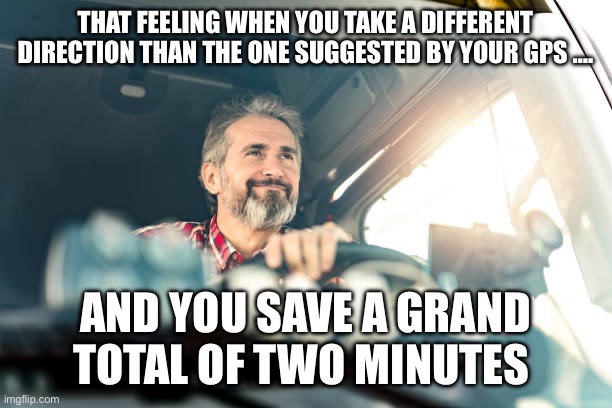 THAT FEELING WHEN YOU TAKE A DIFFERENT
DIRECTION THAN THE ONE SUGGESTED BY YOUR GPS ....
AND YOU SAVE A GRAND
TOTAL OF TWO MINUTES
imgflip.com